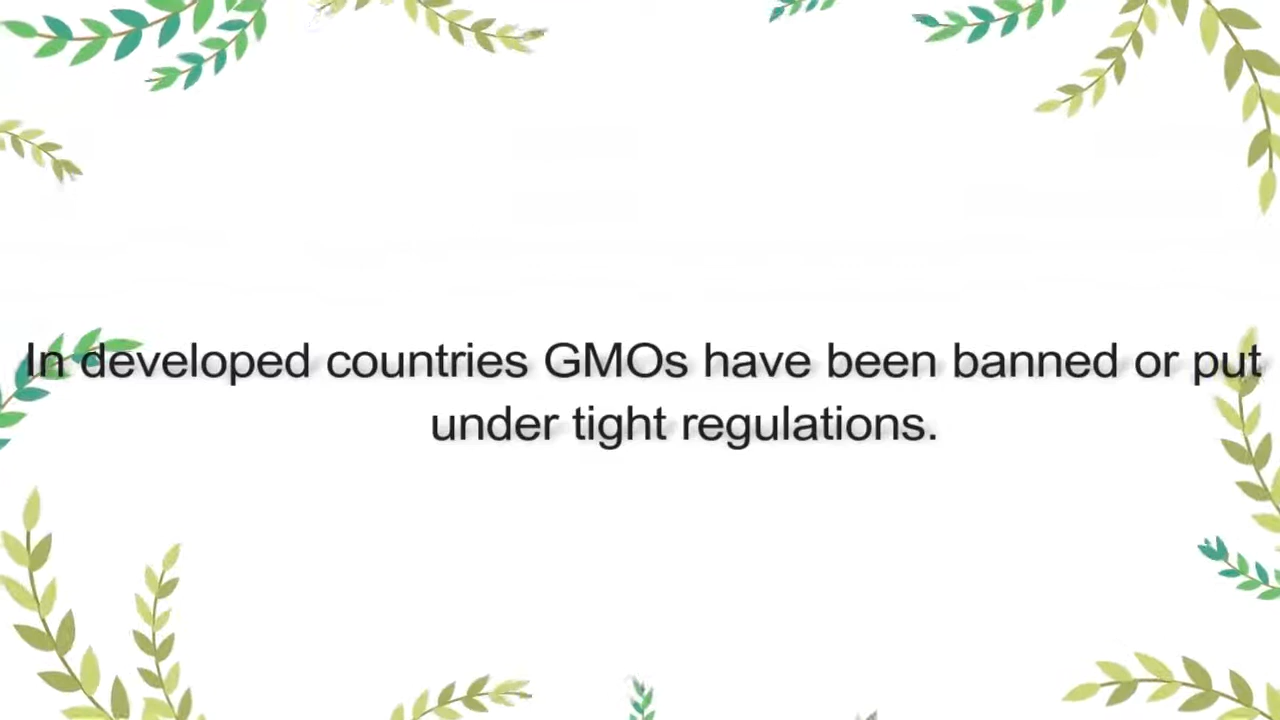 In developed countries GMOs have been banned or put
under tight regulations.